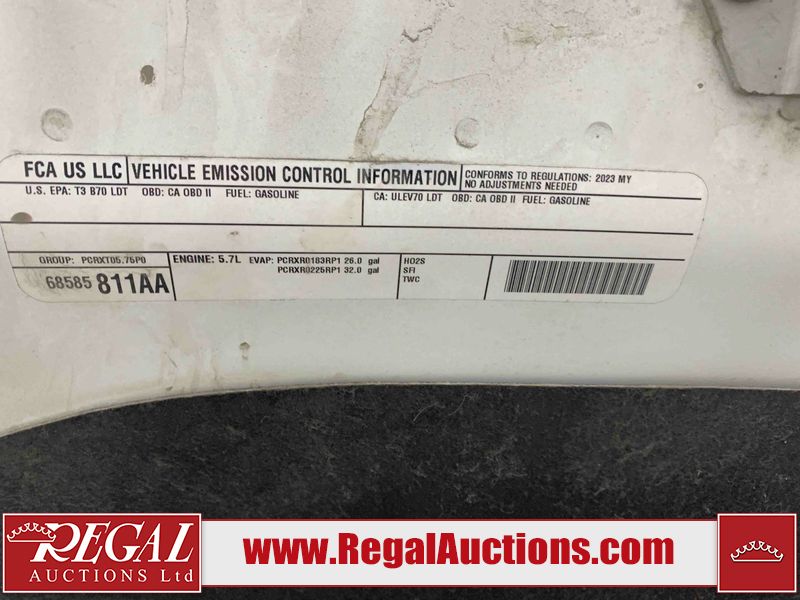 FCA US LLC VEHICLE EMISSION CONTROL INFORMATION CONFORMS TO REGULATIONS: 2023 MY
NO ADJUSTMENTS NEEDED
U.S. EPA: T3 B70 LDT OBD: CA OBD II FUEL: GASOLINE
CA: ULEV70 LDT OBD: CA OBD II FUEL: GASOLINE
GROUP: PCRXT05.75P0
68585 811AA
ENGINE: 5.7L EVAP: PCRXR0183RP1 26.0 gal
PCRXR0225RP1 32.0 gal
HO2S
SFI
TWC
REGAL
AUCTIONS Ltd
www.RegalAuctions.com